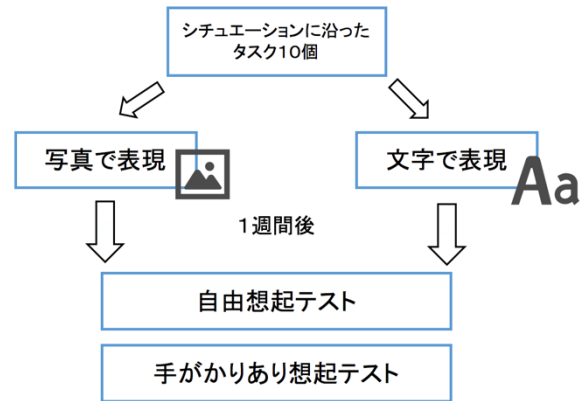 シチュエーションに沿った
タスク10個
写真で表現
文字で表現
Aa
1週間後
自由想起テスト
手がかりあり想起テスト